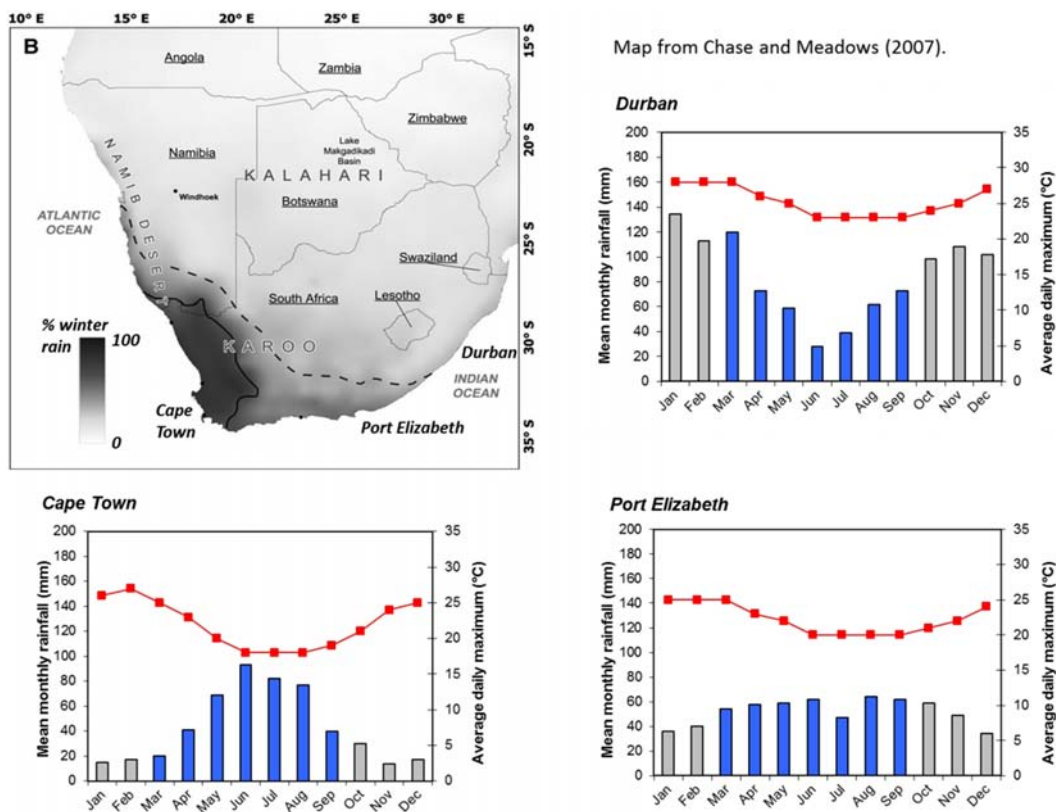 10° E 15° E 20° E 25° E 30° E
B
15° S
20° S
25° S
30° S
35° S
Angola
Zambia
Zimbabwe
Namibia
Lake
Makgadikadi
Basin
KALAHARI
Windhoek
Botswana
NAMIB DESERT
ATLANTIC
OCEAN
Swaziland
South Africa
Lesotho
KAROO
% winter
rain
100
0
Durban
INDIAN
OCEAN
Cape
Town
Port Elizabeth
Map from Chase and Meadows (2007).
Durban
Mean monthly rainfall (mm)
200
180
160
140
120
100
80
60
40
20
0
Average daily maximum (°C)
35
30
25
20
15
10
5
0
Jan Feb Mar Apr May Jun Jul Aug Sep Oct Nov Dec
Cape Town
Mean monthly rainfall (mm)
200
180
160
140
120
100
80
60
40
20
0
Average daily maximum (°C)
35
30
25
20
15
10
5
0
Jan Feb Mar Apr May Jun Jul Aug Sep Oct Nov Dec
Port Elizabeth
Mean monthly rainfall (mm)
200
180
160
140
120
100
80
60
40
20
0
Average daily maximum (°C)
35
30
25
20
15
10
5
0
Jan Feb Mar Apr May Jun Jul Aug Sep Oct Nov Dec